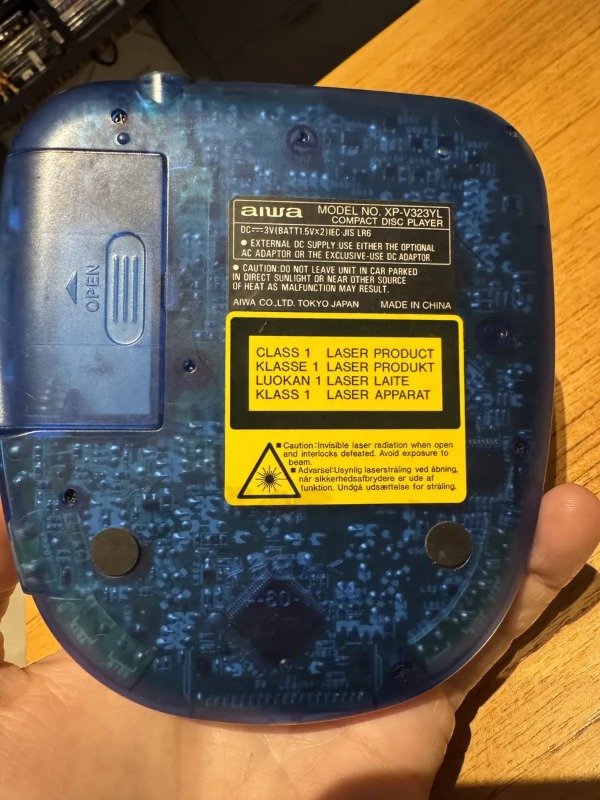 OPEN
aiwa
MODEL NO. XP-V323YL
COMPACT DISC PLAYER
DC⎓3V(BATT1.5V×2)IEC·JIS LR6
● EXTERNAL DC SUPPLY:USE EITHER THE OPTIONAL
AC ADAPTOR OR THE EXCLUSIVE-USE DC ADAPTOR.
● CAUTION:DO NOT LEAVE UNIT IN CAR PARKED
IN DIRECT SUNLIGHT OR NEAR OTHER SOURCE
OF HEAT AS MALFUNCTION MAY RESULT.
AIWA CO.,LTD. TOKYO JAPAN MADE IN CHINA
CLASS 1 LASER PRODUCT
KLASSE 1 LASER PRODUKT
LUOKAN 1 LASER LAITE
KLASS 1 LASER APPARAT
■ Caution:Invisible laser radiation when open
and interlocks defeated. Avoid exposure to
beam.
■ Advarsel:Usynlig laserstråling ved åbning,
når sikkerhedsafbrydere er ude af
funktion. Undgå udsættelse for stråling.